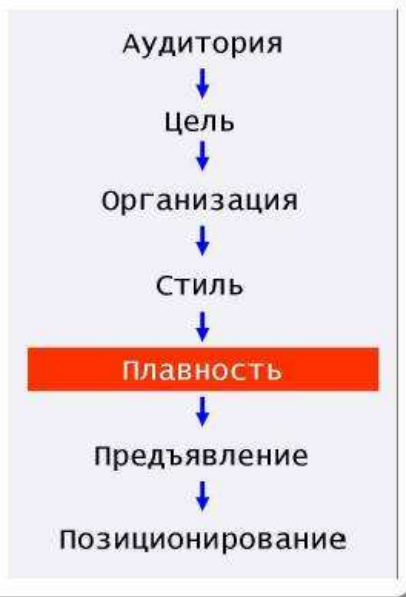 Аудитория
Цель
Организация
Стиль
Плавность
Предъявление
Позиционирование